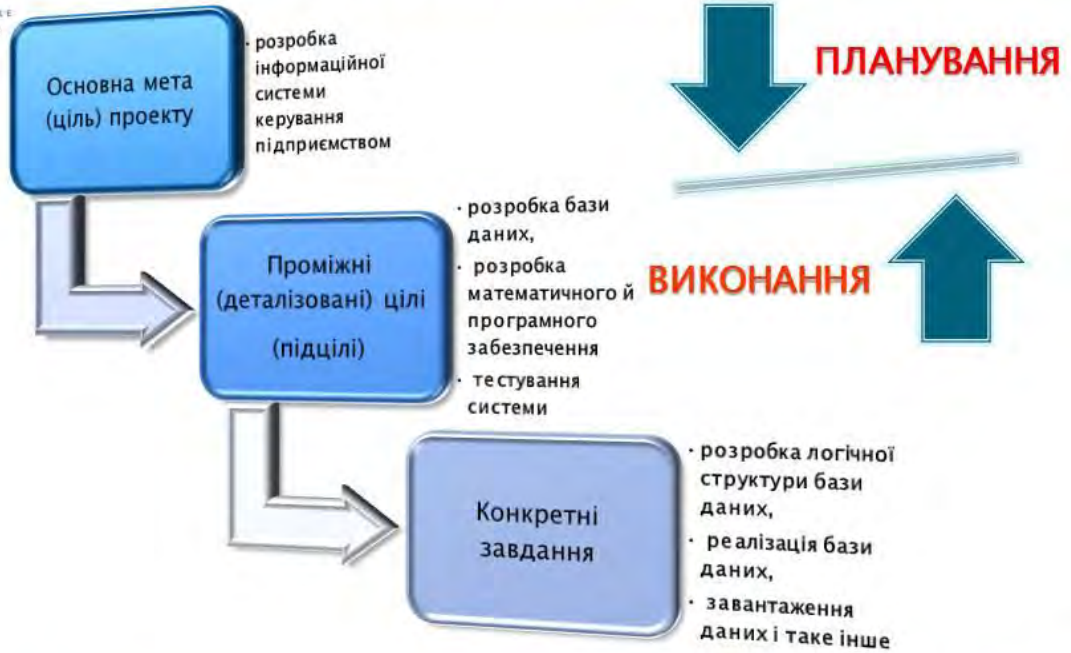 Основна мета
(ціль) проекту
· розробка
інформаційної
системи
керування
підприємством
ПЛАНУВАННЯ
Проміжні
(деталізовані) цілі
(підцілі)
· розробка бази
даних,
· розробка
математичного й
програмного
забезпечення
· тестування
системи
ВИКОНАННЯ
Конкретні
завдання
· розробка логічної
структури бази
даних,
· реалізація бази
даних,
· завантаження
даних і таке інше